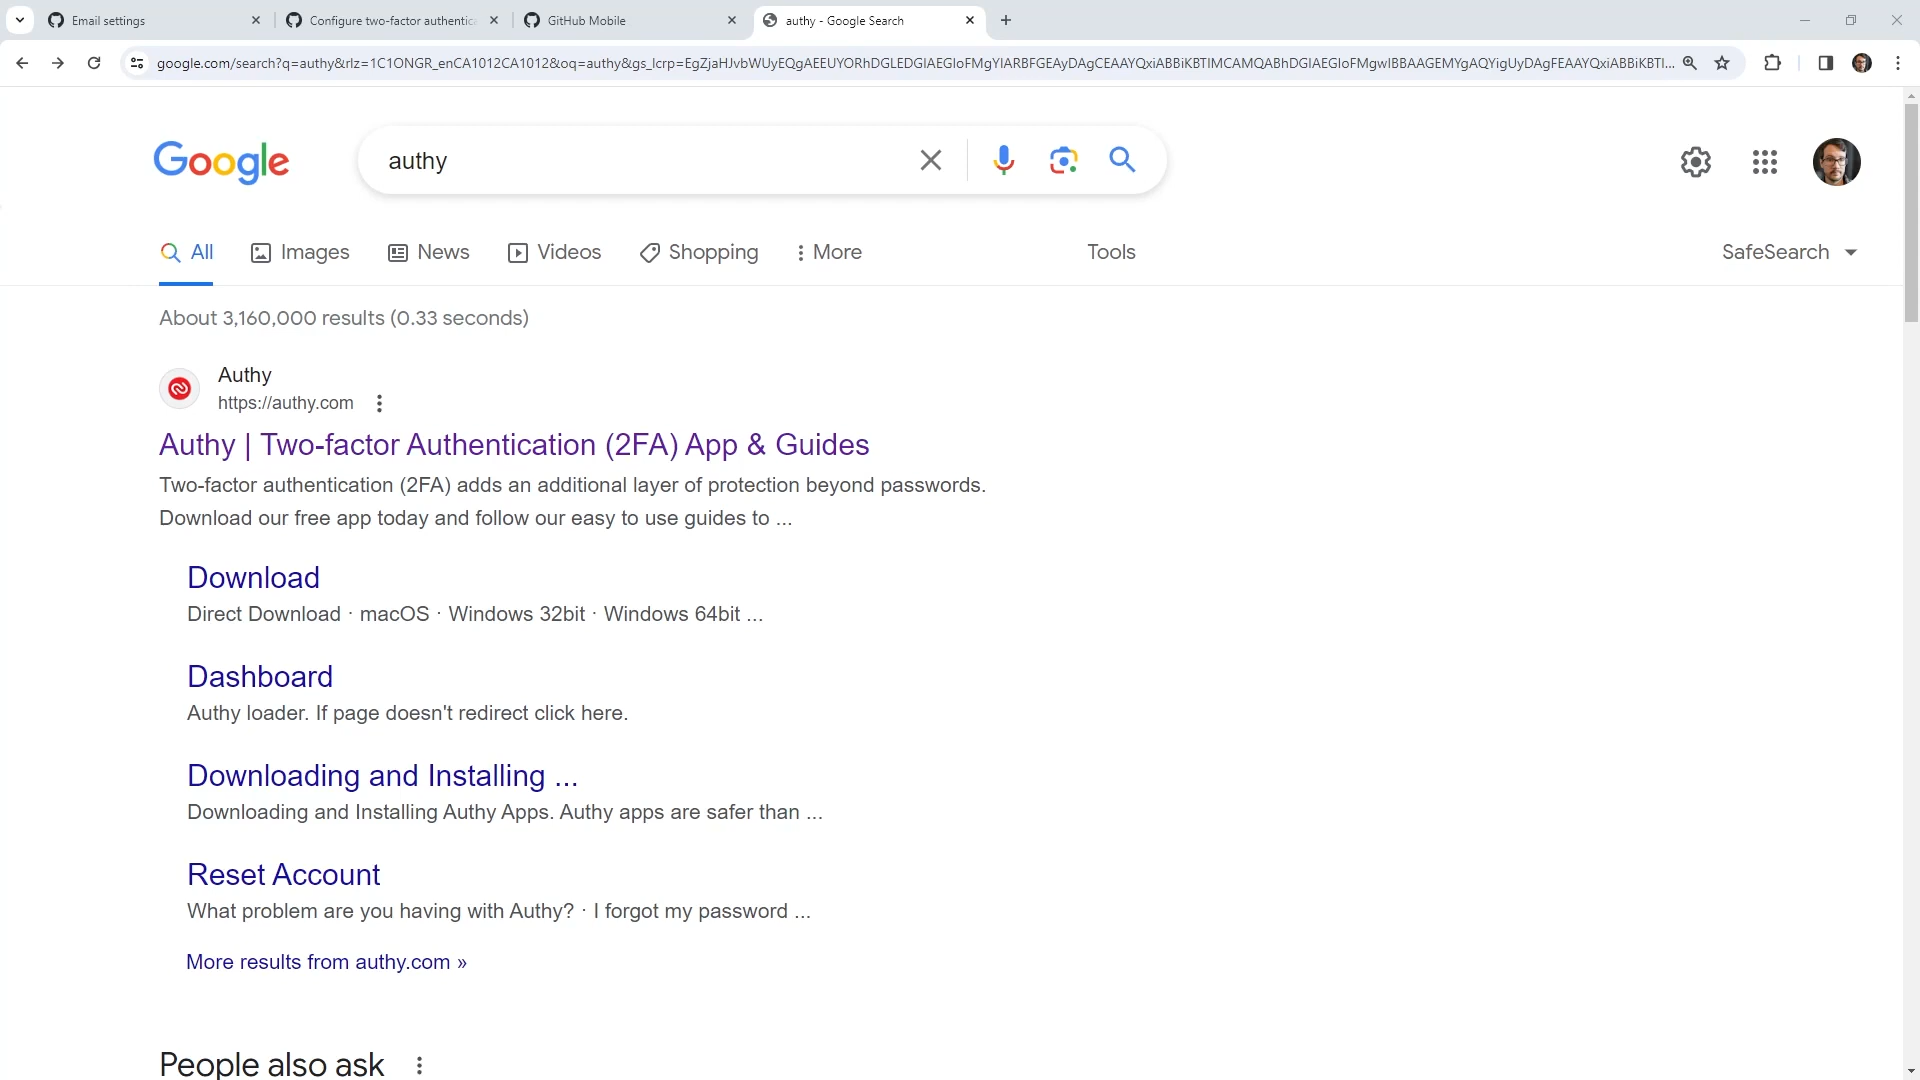 Email settings
Configure two-factor authentica
GitHub Mobile
authy - Google Search
google.com/search?q=authy&rlz=1C1ONGR_enCA1012CA1012&oq=authy&gs_lcrp=EgZjaHJvbWUyEQgAEEUYORhDGLEDGIAEGIoFMgYIARBFGEAyDAgCEAAYQxiABBiKBTIMCAMQABhDGIAEGIoFMgwIBBAAGEMYgAQYigUyDAgFEAAYQxiABBiKBTI...
Google
authy
All
Images
News
Videos
Shopping
More
Tools
SafeSearch
About 3,160,000 results (0.33 seconds)
Authy
https://authy.com
Authy | Two-factor Authentication (2FA) App & Guides
Two-factor authentication (2FA) adds an additional layer of protection beyond passwords.
Download our free app today and follow our easy to use guides to ...
Download
Direct Download · macOS · Windows 32bit · Windows 64bit ...
Dashboard
Authy loader. If page doesn't redirect click here.
Downloading and Installing ...
Downloading and Installing Authy Apps. Authy apps are safer than ...
Reset Account
What problem are you having with Authy? · I forgot my password ...
More results from authy.com »
People also ask